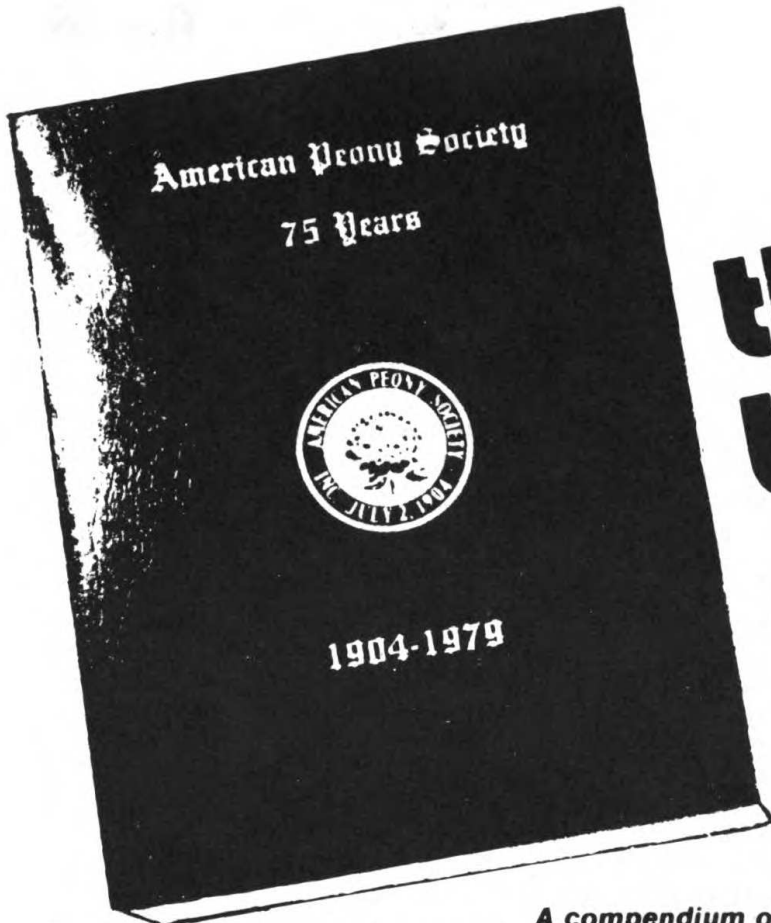 American Peony Society
75 Years
AMERICAN PEONY SOCIETY
INC. JULY 2, 1904
1904-1979
A compendium o